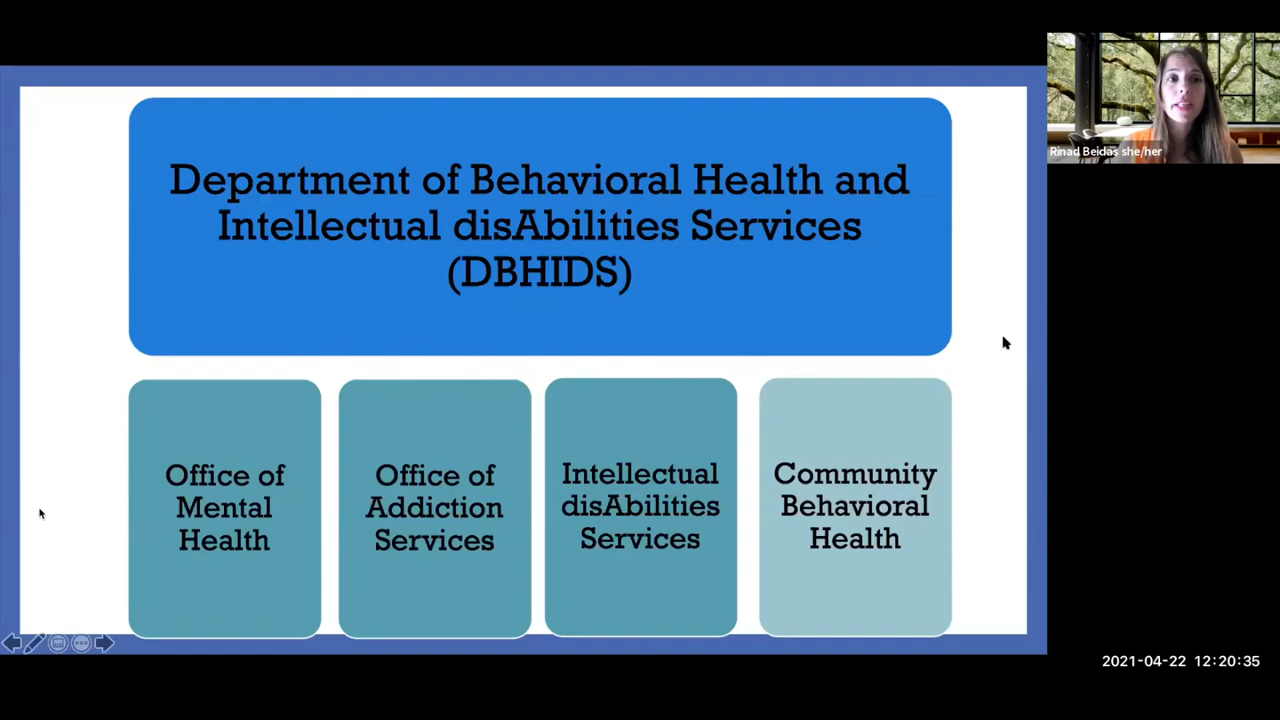 Department of Behavioral Health and
Intellectual disAbilities Services
(DBHIDS)
Office of
Mental
Health
Office of
Addiction
Services
Intellectual
disAbilities
Services
Community
Behavioral
Health
Rinad Beidas she/her
2021-04-22 12:20:35